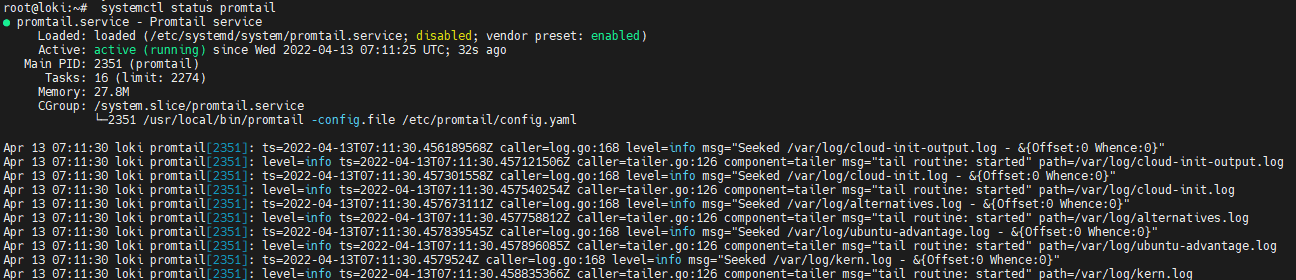 root@loki:~#  systemctl status promtail
● promtail.service - Promtail service
Loaded: loaded (/etc/systemd/system/promtail.service; disabled; vendor preset: enabled)
Active: active (running) since Wed 2022-04-13 07:11:25 UTC; 32s ago
Main PID: 2351 (promtail)
Tasks: 16 (limit: 2274)
Memory: 27.8M
CGroup: /system.slice/promtail.service
└─2351 /usr/local/bin/promtail -config.file /etc/promtail/config.yaml
Apr 13 07:11:30 loki promtail[2351]: ts=2022-04-13T07:11:30.456189568Z caller=log.go:168 level=info msg="Seeked /var/log/cloud-init-output.log - &{Offset:0 Whence:0}"
Apr 13 07:11:30 loki promtail[2351]: level=info ts=2022-04-13T07:11:30.457121506Z caller=tailer.go:126 component=tailer msg="tail routine: started" path=/var/log/cloud-init-output.log
Apr 13 07:11:30 loki promtail[2351]: ts=2022-04-13T07:11:30.457301558Z caller=log.go:168 level=info msg="Seeked /var/log/cloud-init.log - &{Offset:0 Whence:0}"
Apr 13 07:11:30 loki promtail[2351]: level=info ts=2022-04-13T07:11:30.457540254Z caller=tailer.go:126 component=tailer msg="tail routine: started" path=/var/log/cloud-init.log
Apr 13 07:11:30 loki promtail[2351]: ts=2022-04-13T07:11:30.457673111Z caller=log.go:168 level=info msg="Seeked /var/log/alternatives.log - &{Offset:0 Whence:0}"
Apr 13 07:11:30 loki promtail[2351]: level=info ts=2022-04-13T07:11:30.457758812Z caller=tailer.go:126 component=tailer msg="tail routine: started" path=/var/log/alternatives.log
Apr 13 07:11:30 loki promtail[2351]: ts=2022-04-13T07:11:30.457839545Z caller=log.go:168 level=info msg="Seeked /var/log/ubuntu-advantage.log - &{Offset:0 Whence:0}"
Apr 13 07:11:30 loki promtail[2351]: level=info ts=2022-04-13T07:11:30.457896085Z caller=tailer.go:126 component=tailer msg="tail routine: started" path=/var/log/ubuntu-advantage.log
Apr 13 07:11:30 loki promtail[2351]: ts=2022-04-13T07:11:30.4579524Z caller=log.go:168 level=info msg="Seeked /var/log/kern.log - &{Offset:0 Whence:0}"
Apr 13 07:11:30 loki promtail[2351]: level=info ts=2022-04-13T07:11:30.458835366Z caller=tailer.go:126 component=tailer msg="tail routine: started" path=/var/log/kern.log